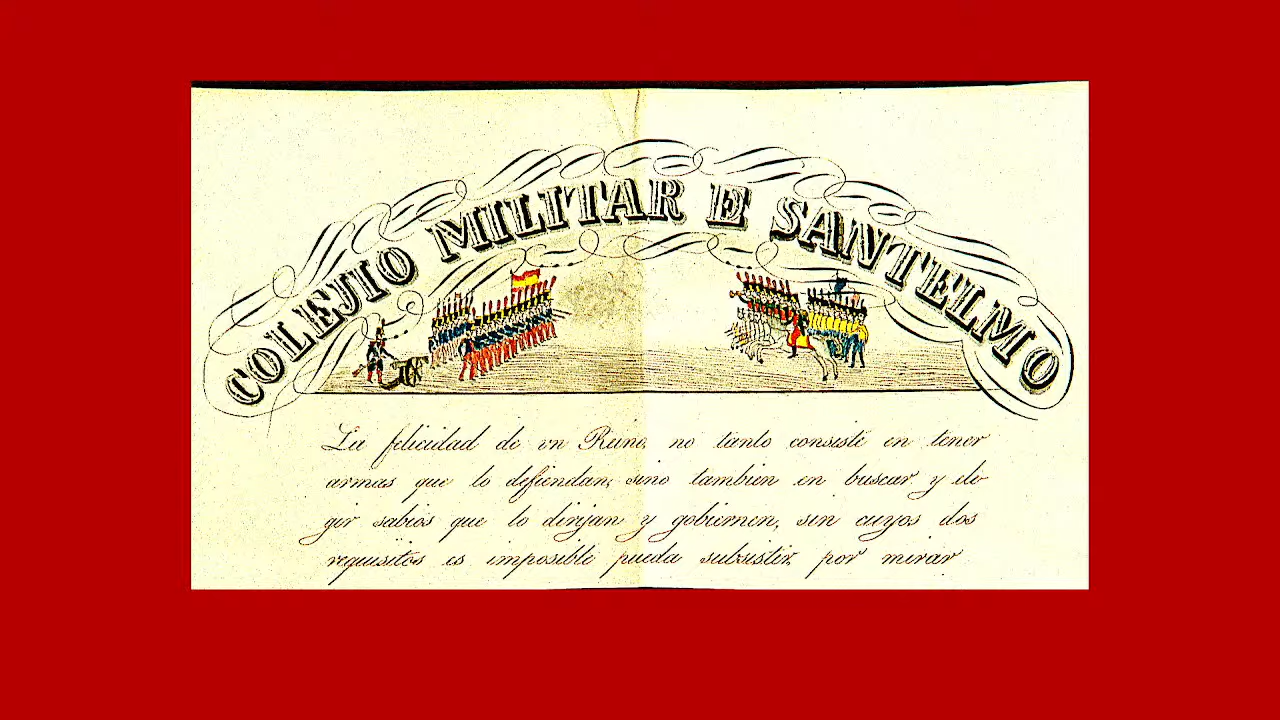 COLEJIO MILITAR E SANTELMO
La felicidad de un Reino no tanto consiste en tener
armas que lo defiendan, sino tambien en buscar y ele
gir sabios que lo dirijan y gobiernen, sin cuyos dos
requisitos es imposible pueda subsistir, por mirar